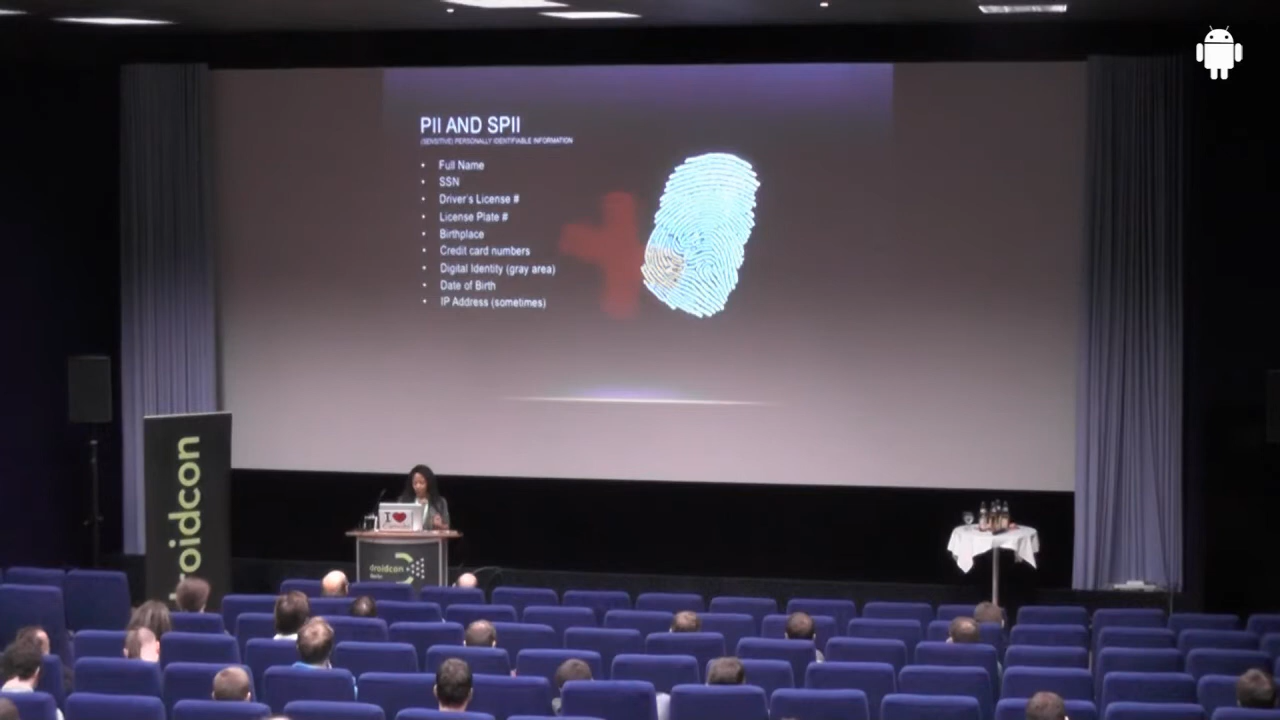 PII AND SPII
(SENSITIVE) PERSONALLY IDENTIFIABLE INFORMATION
• Full Name
• SSN
• Driver's License #
• License Plate #
• Birthplace
• Credit card numbers
• Digital Identity (gray area)
• Date of Birth
• IP Address (sometimes)
roidcon
I
droidcon